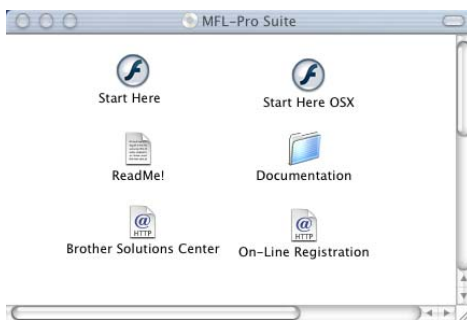 MFL-Pro Suite
Start Here
Start Here OSX
ReadMe!
Documentation
@
HTTP
Brother Solutions Center
@
HTTP
On-Line Registration